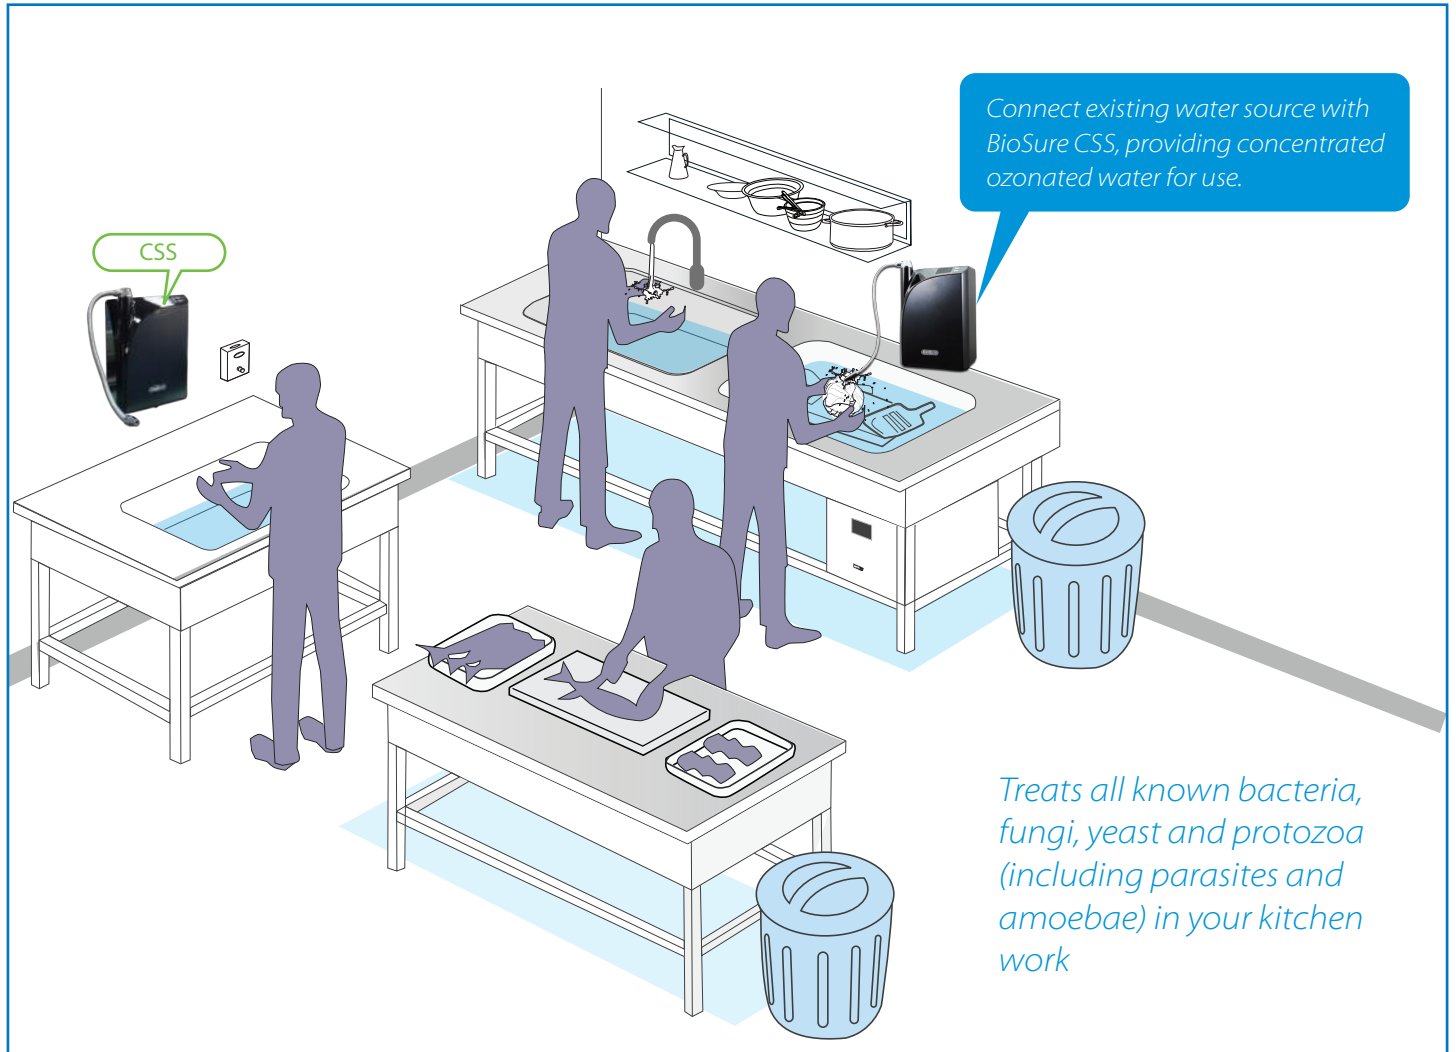 Connect existing water source with
BioSure CSS, providing concentrated
ozonated water for use.
CSS
Treats all known bacteria,
fungi, yeast and protozoa
(including parasites and
amoebae) in your kitchen
work